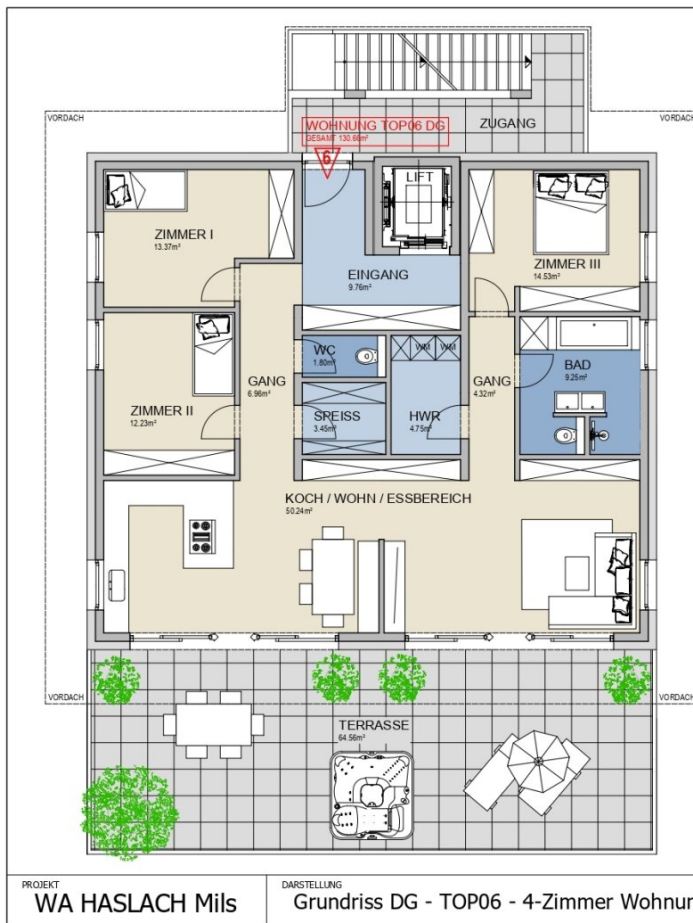 VORDACH
VORDACH
WOHNUNG TOP06 DG
GESAMT 130.66m²
ZUGANG
6
LIFT
ZIMMER I
13.37m²
EINGANG
9.76m²
ZIMMER III
14.53m²
WC
1.80m²
WM
WM
GANG
6.96m²
GANG
4.32m²
BAD
9.25m²
ZIMMER II
12.23m²
SPEISS
3.45m²
HWR
4.75m²
KOCH / WOHN / ESSBEREICH
50.24m²
VORDACH
VORDACH
TERRASSE
64.56m²
PROJEKT
WA HASLACH Mils
DARSTELLUNG
Grundriss DG - TOP06 - 4-Zimmer Wohnun